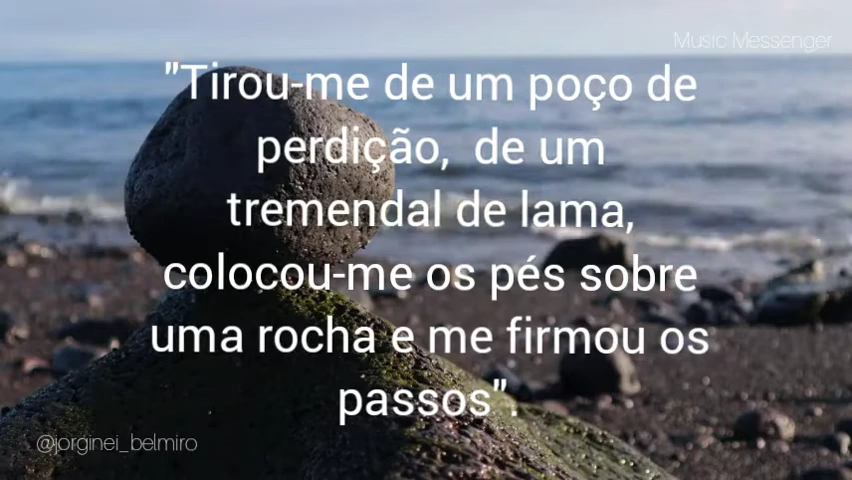 Music Messenger
"Tirou-me de um poço de
perdição,  de um
tremendal de lama,
colocou-me os pés sobre
uma rocha e me firmou os
passos".
@jorginei_belmiro